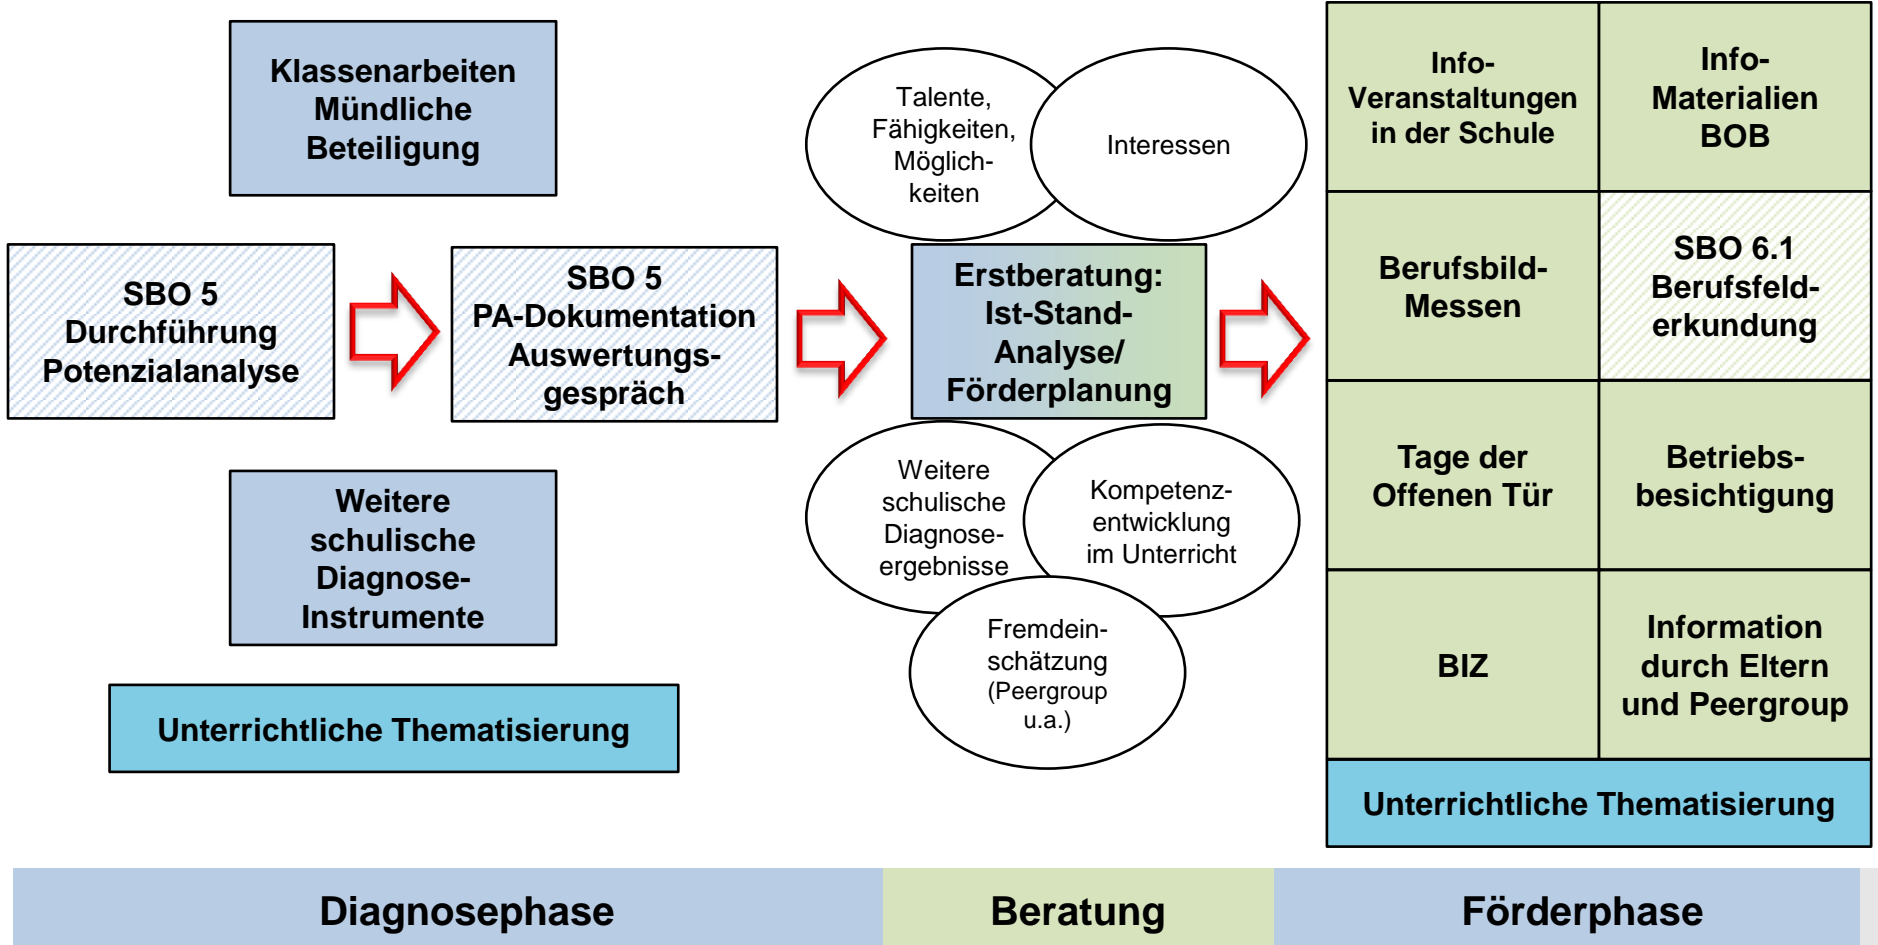 Klassenarbeiten
Mündliche
Beteiligung
SBO 5
Durchführung
Potenzialanalyse
SBO 5
PA-Dokumentation
Auswertungs-
gespräch
Weitere
schulische
Diagnose-
Instrumente
Unterrichtliche Thematisierung
Talente,
Fähigkeiten,
Möglich-
keiten
Interessen
Erstberatung:
Ist-Stand-
Analyse/
Förderplanung
Weitere
schulische
Diagnose-
ergebnisse
Kompetenz-
entwicklung
im Unterricht
Fremdein-
schätzung
(Peergroup
u.a.)
Info-
Veranstaltungen
in der Schule
Info-
Materialien
BOB
Berufsbild-
Messen
SBO 6.1
Berufsfeld-
erkundung
Tage der
Offenen Tür
Betriebs-
besichtigung
BIZ
Information
durch Eltern
und Peergroup
Unterrichtliche Thematisierung
Diagnosephase
Beratung
Förderphase